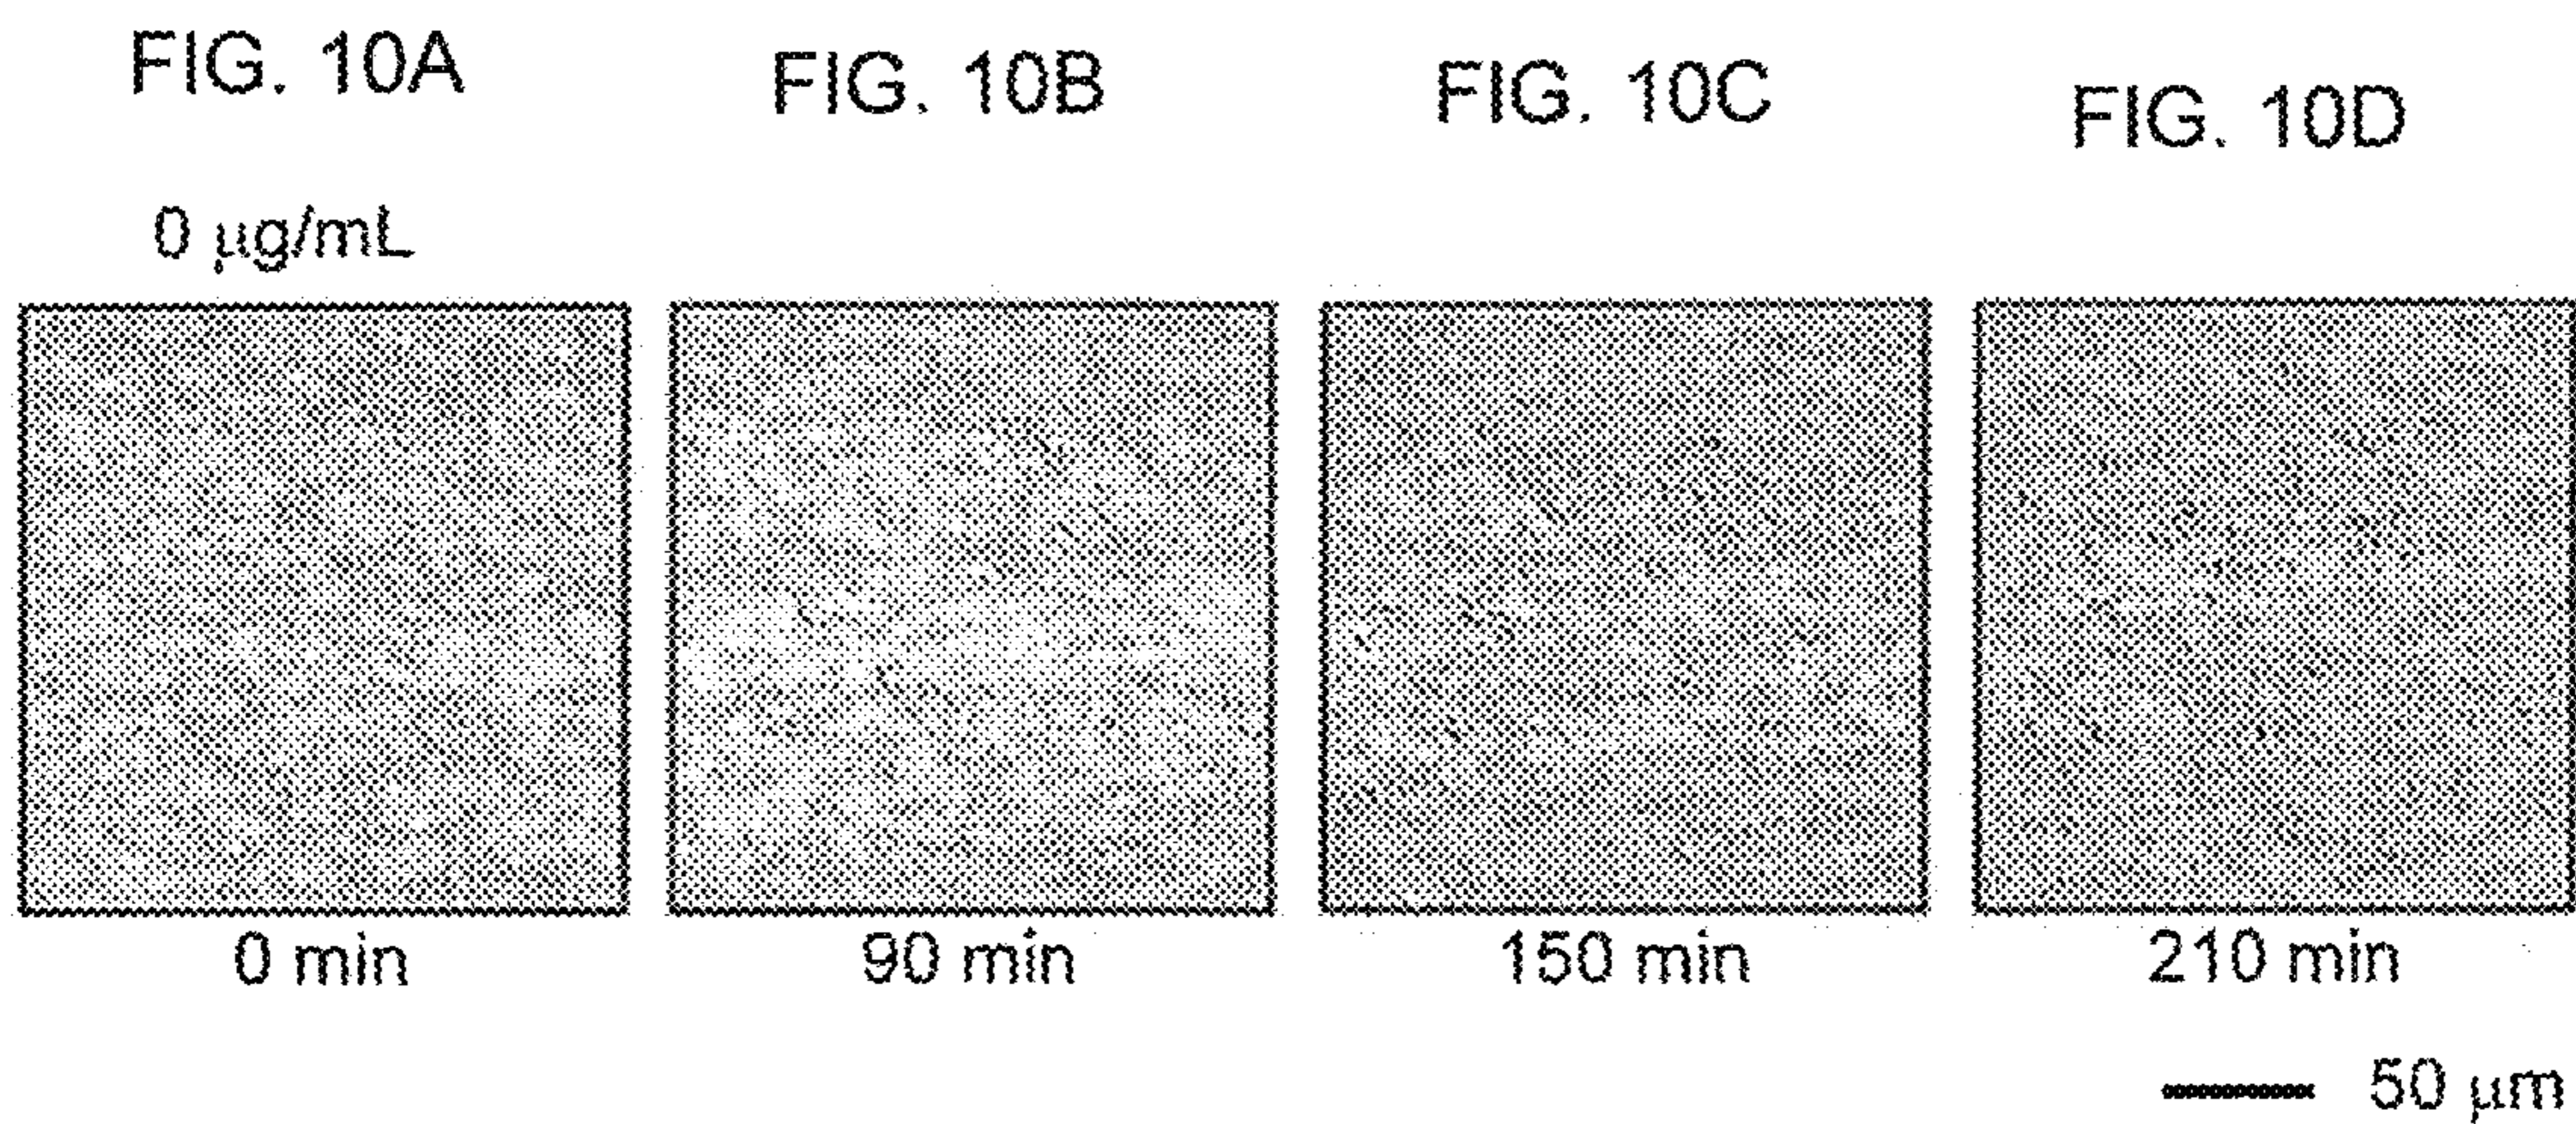 FIG. 10A
FIG. 10B
FIG. 10C
FIG. 10D
0 μg/mL
0 min
90 min
150 min
210 min
50 μm